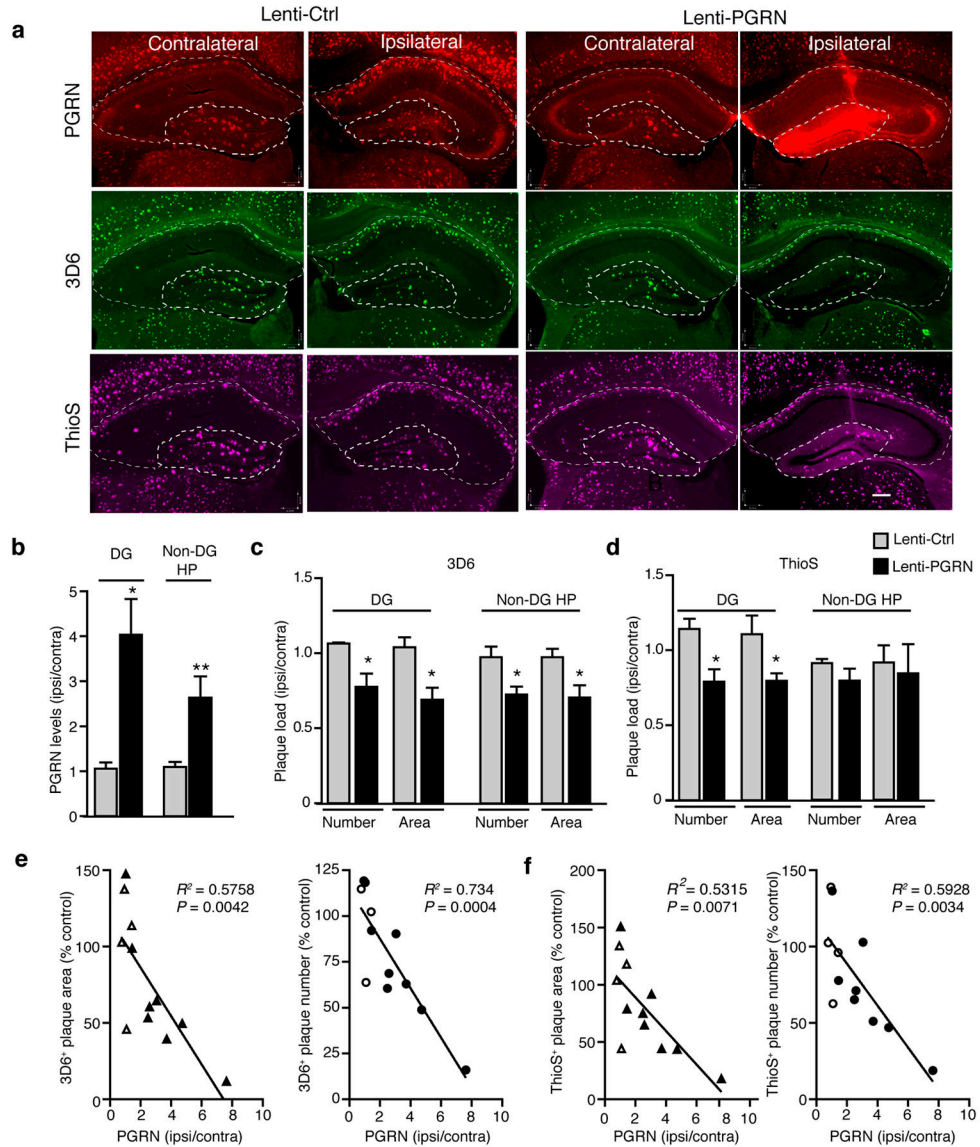 Lenti-Ctrl Lenti-PGRN
a
Contralateral Ipsilateral Contralateral Ipsilateral
PGRN
3D6
ThioS
B
b
DG Non-DG
HP
PGRN levels (ipsi/contra)
5
4
3
2
1
0
* **
c
3D6
DG Non-DG HP
Plaque load (ipsi/contra)
1.5
1.0
0.5
0
* * * *
Number Area Number Area
d
ThioS
Lenti-Ctrl
Lenti-PGRN
DG Non-DG HP
Plaque load (ipsi/contra)
1.5
1.0
0.5
0
* *
Number Area Number Area
e
3D6⁺ plaque area (% control)
150
100
50
0
R² = 0.5758
P = 0.0042
0 2 4 6 8 10
PGRN (ipsi/contra)
3D6⁺ plaque number (% control)
125
100
75
50
25
0
R² = 0.734
P = 0.0004
0 2 4 6 8 10
PGRN (ipsi/contra)
f
ThioS⁺ plaque area (% control)
200
150
100
50
0
R² = 0.5315
P = 0.0071
0 2 4 6 8 10
PGRN (ipsi/contra)
ThioS⁺ plaque number (% control)
150
100
50
0
R² = 0.5928
P = 0.0034
0 2 4 6 8 10
PGRN (ipsi/contra)